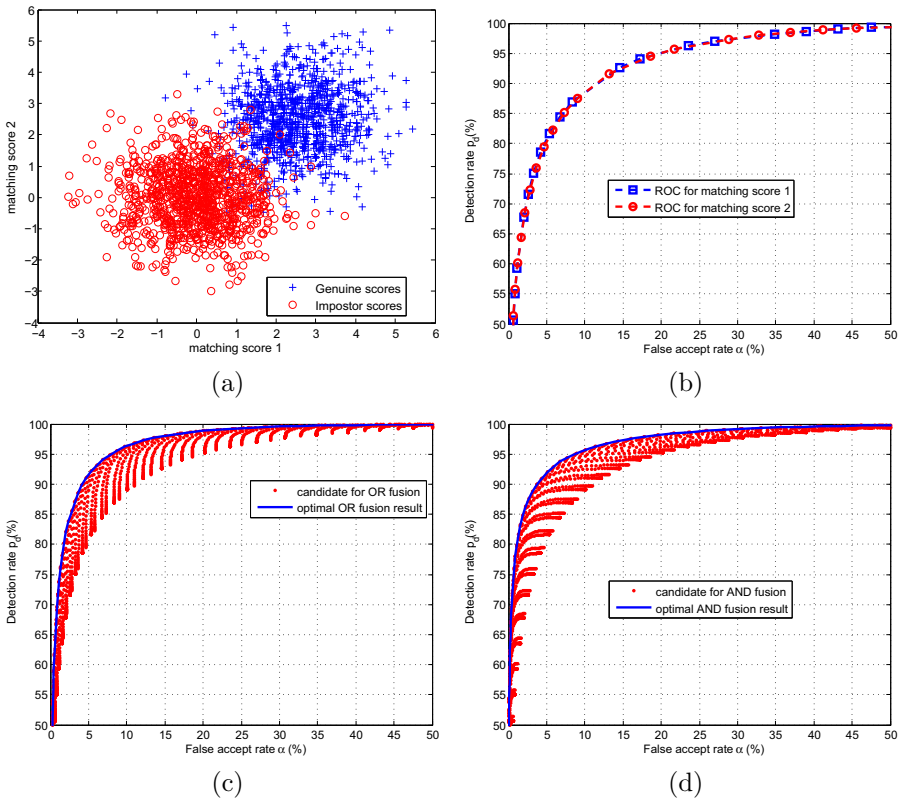 6
5
4
3
2
1
0
−1
−2
−3
−4
matching score 2
−4 −3 −2 −1 0 1 2 3 4 5 6
matching score 1
Genuine scores
Impostor scores
(a)
100
95
90
85
80
75
70
65
60
55
50
Detection rate p_d(%)
0 5 10 15 20 25 30 35 40 45 50
False accept rate α (%)
ROC for matching score 1
ROC for matching score 2
(b)
100
95
90
85
80
75
70
65
60
55
50
Detection rate p_d(%)
0 5 10 15 20 25 30 35 40 45 50
False accept rate α (%)
candidate for OR fusion
optimal OR fusion result
(c)
100
95
90
85
80
75
70
65
60
55
50
Detection rate p_d(%)
0 5 10 15 20 25 30 35 40 45 50
False accept rate α (%)
candidate for AND fusion
optimal AND fusion result
(d)